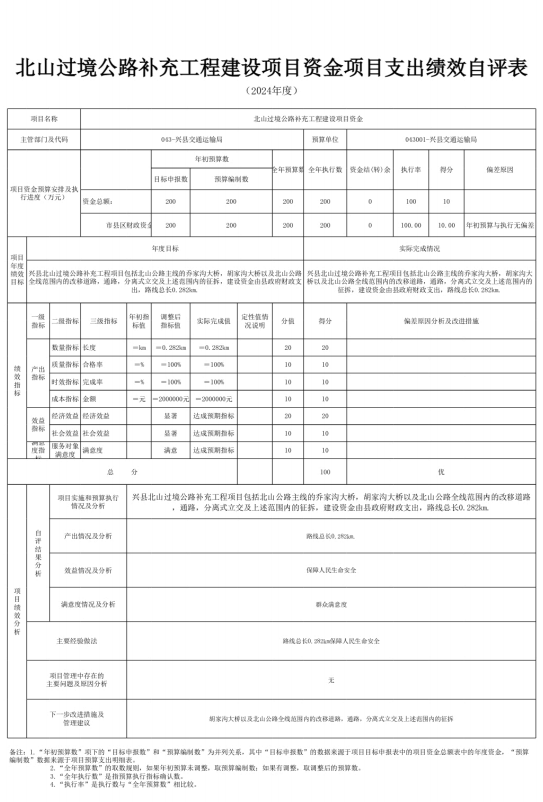 北山过境公路补充工程建设项目资金项目支出绩效自评表
（2024年度）
项目名称 北山过境公路补充工程建设项目资金
主管部门及代码 043-兴县交通运输局 预算单位 043001-兴县交通运输局
项目资金预算安排及执行进度（万元） 年初预算数 全年预算数 全年执行数 资金结(转)余 执行率 得分 偏差原因
目标申报数 预算编制数
资金总额： 200 200 200 200 0 100 10
市县区财政资金 200 200 200 200 0 100.00 10.00 年初预算与执行无偏差
项目年度绩效目标 年度目标 实际完成情况
兴县北山过境公路补充工程项目包括北山公路主线的乔家沟大桥，胡家沟大桥以及北山公路全线范围内的改移道路，通路，分离式立交及上述范围内的征拆，建设资金由县政府财政支出，路线总长0.282km. 兴县北山过境公路补充工程项目包括北山公路主线的乔家沟大桥，胡家沟大桥以及北山公路全线范围内的改移道路，通路，分离式立交及上述范围内的征拆，建设资金由县政府财政支出，路线总长0.282km.
绩效指标 一级指标 二级指标 三级指标 年初指标值 调整后指标值 实际完成值 定性值情况说明 分值 得分 偏差原因分析及改进措施
产出指标 数量指标 长度 =km =0.282km =0.282km 20 20
质量指标 合格率 =% =100% =100% 10 10
时效指标 完成率 =% =100% =100% 10 10
成本指标 金额 =元 =2000000元 =2000000元 10 10
效益指标 经济效益 经济效益 显著 达成预期指标 20 20
社会效益 社会效益 显著 达成预期指标 10 10
满意度指标 服务对象满意度 满意度 满意 达成预期指标 10 10
总 分 100 优
项目绩效分析 自评结果分析 项目实施和预算执行情况及分析 兴县北山过境公路补充工程项目包括北山公路主线的乔家沟大桥，胡家沟大桥以及北山公路全线范围内的改移道路，通路，分离式立交及上述范围内的征拆，建设资金由县政府财政支出，路线总长0.282km.
产出情况及分析 路线总长0.282km.
效益情况及分析 保障人民生命安全
满意度情况及分析 群众满意度
主要经验做法 路线总长0.282km保障人民生命安全
项目管理中存在的主要问题及原因分析 无
下一步改进措施及管理建议 胡家沟大桥以及北山公路全线范围内的改移道路，通路，分离式立交及上述范围内的征拆
备注：1.“年初预算数”项下的“目标申报数”和“预算编制数”为并列关系，其中“目标申报数”的数据来源于项目目标申报表中的项目资金总额表中的年度资金，“预算编制数”数据来源于项目支出明细表。
2.“全年预算数”的取数规则，如果年初预算未调整，取预算编制数；如果有调整，取调整后的预算数。
3.“全年执行数”是指预算执行指标确认数。
4.“执行率”是执行数与“全年预算数”相比较。